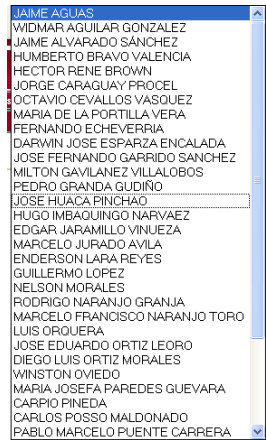 JAIME AGUAS
WIDMAR AGUILAR GONZALEZ
JAIME ALVARADO SÁNCHEZ
HUMBERTO BRAVO VALENCIA
HECTOR RENE BROWN
JORGE CARAGUAY PROCEL
OCTAVIO CEVALLOS VASQUEZ
MARIA DE LA PORTILLA VERA
FERNANDO ECHEVERRIA
DARWIN JOSE ESPARZA ENCALADA
JOSE FERNANDO GARRIDO SANCHEZ
MILTON GAVILANEZ VILLALOBOS
PEDRO GRANDA GUDIÑO
JOSE HUACA PINCHAO
HUGO IMBAQUINGO NARVAEZ
EDGAR JARAMILLO VINUEZA
MARCELO JURADO AVILA
ENDERSON LARA REYES
GUILLERMO LOPEZ
NELSON MORALES
RODRIGO NARANJO GRANJA
MARCELO FRANCISCO NARANJO TORO
LUIS ORQUERA
JOSE EDUARDO ORTIZ LEORO
DIEGO LUIS ORTIZ MORALES
WINSTON OVIEDO
MARIA JOSEFA PAREDES GUEVARA
CARPIO PINEDA
CARLOS POSSO MALDONADO
PABLO MARCELO PUENTE CARRERA